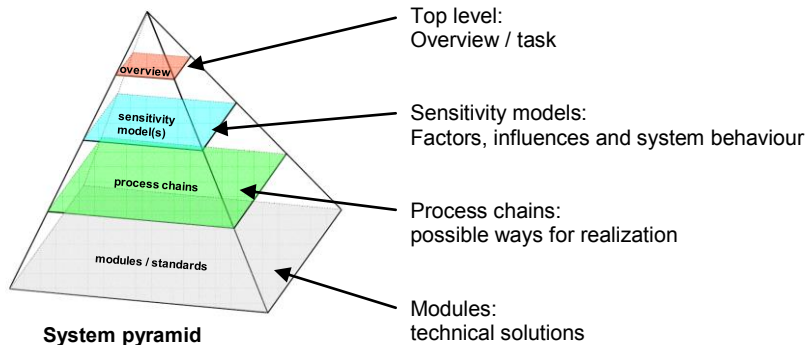 Top level:
Overview / task
overview
Sensitivity models:
Factors, influences and system behaviour
sensitivity
model(s)
process chains
Process chains:
possible ways for realization
modules / standards
Modules:
technical solutions
System pyramid